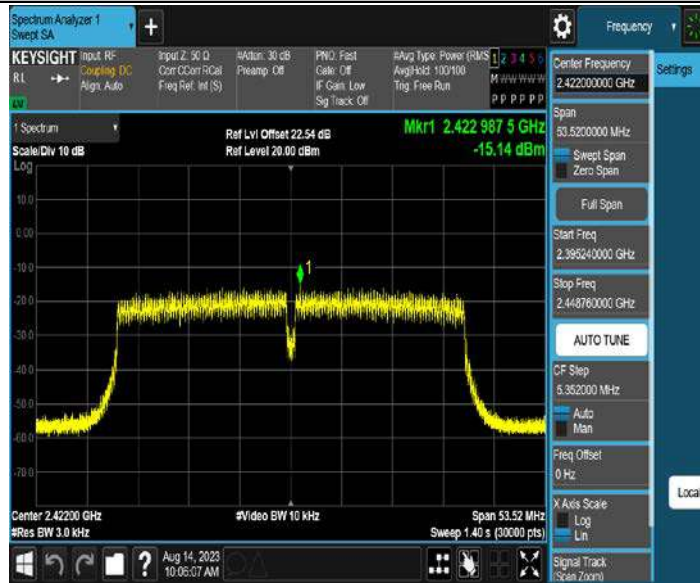 Spectrum Analyzer 1
Swept SA
+
Frequency
KEYSIGHT
RL
Input: RF
Coupling: DC
Align: Auto
Input Z: 50 Ω
Corr CCorr RCal
Freq Ref: Int (S)
#Atten: 30 dB
Preamp: Off
PNO: Fast
Gate: Off
IF Gain: Low
Sig Track: Off
#Avg Type: Power (RMS
Avg|Hold: 100/100
Trig: Free Run
1 2 3 4 5 6
M W W W W W
P P P P P P
1 Spectrum
Scale/Div 10 dB
Log
Ref Lvl Offset 22.54 dB
Ref Level 20.00 dBm
Mkr1 2.422 987 5 GHz
-15.14 dBm
10.0
0.00
-10.0
-20.0
-30.0
-40.0
-50.0
-60.0
-70.0
1
Center 2.42200 GHz
#Res BW 3.0 kHz
#Video BW 10 kHz
Span 53.52 MHz
Sweep 1.40 s (30000 pts)
Aug 14, 2023
10:06:07 AM
?
Center Frequency
2.422000000 GHz
Span
53.5200000 MHz
Swept Span
Zero Span
Full Span
Start Freq
2.395240000 GHz
Stop Freq
2.448760000 GHz
AUTO TUNE
CF Step
5.352000 MHz
Auto
Man
Freq Offset
0 Hz
X Axis Scale
Log
Lin
Signal Track
(Span Zoom)
Settings
Local